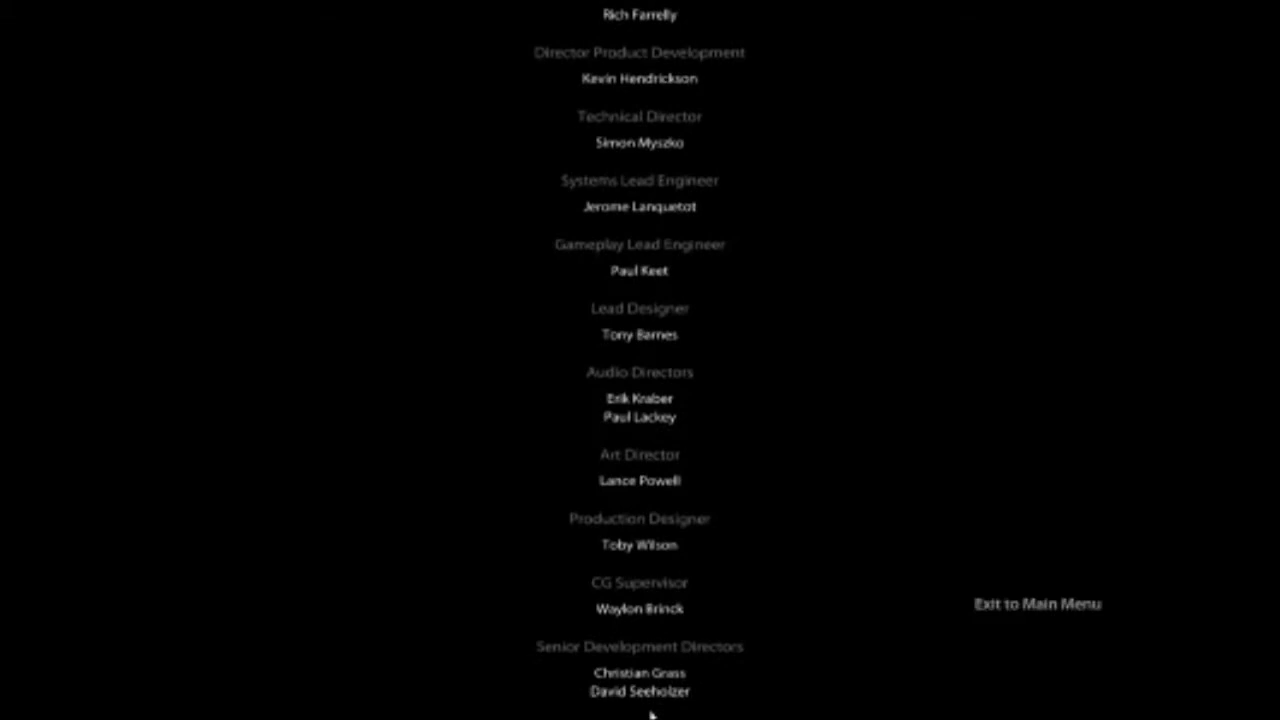 Rich Farrelly
Director Product Development
Kevin Hendrickson
Technical Director
Simon Myszko
Systems Lead Engineer
Jerome Lanquetot
Gameplay Lead Engineer
Paul Keet
Lead Designer
Tony Barnes
Audio Directors
Erik Kraber
Paul Lackey
Art Director
Lance Powell
Production Designer
Toby Wilson
CG Supervisor
Waylon Brinck
Exit to Main Menu
Senior Development Directors
Christian Grass
David Seeholzer